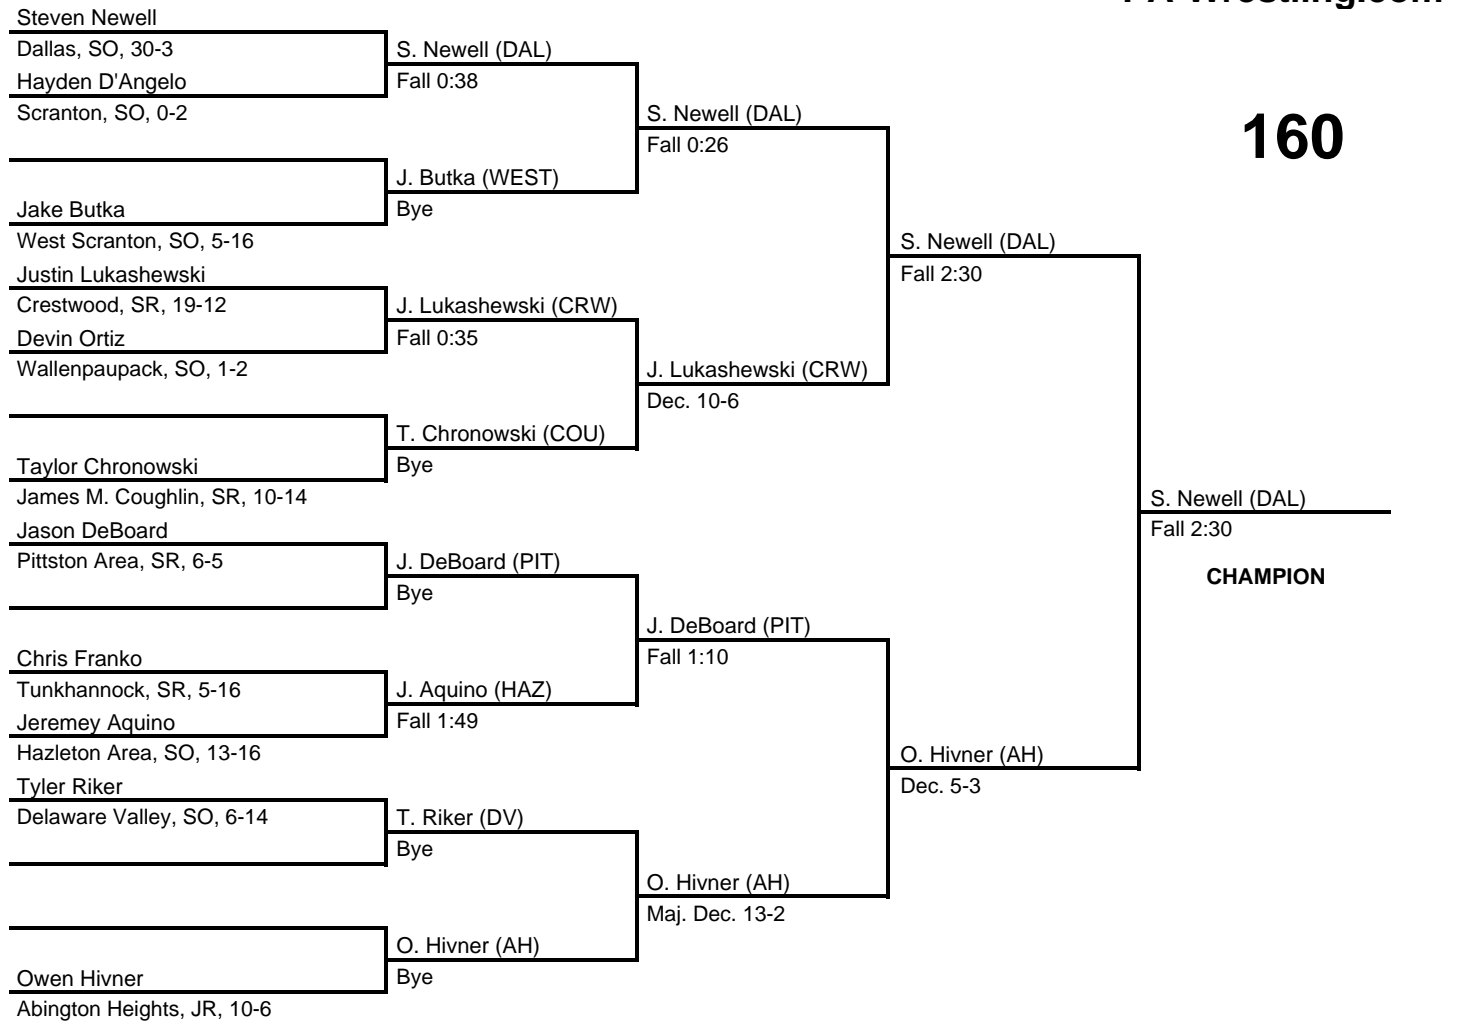 PA-Wrestling.com
160
Steven Newell
Dallas, SO, 30-3
Hayden D'Angelo
Scranton, SO, 0-2
Jake Butka
West Scranton, SO, 5-16
Justin Lukashewski
Crestwood, SR, 19-12
Devin Ortiz
Wallenpaupack, SO, 1-2
Taylor Chronowski
James M. Coughlin, SR, 10-14
Jason DeBoard
Pittston Area, SR, 6-5
Chris Franko
Tunkhannock, SR, 5-16
Jeremey Aquino
Hazleton Area, SO, 13-16
Tyler Riker
Delaware Valley, SO, 6-14
Owen Hivner
Abington Heights, JR, 10-6
S. Newell (DAL)
Fall 0:38
J. Butka (WEST)
Bye
J. Lukashewski (CRW)
Fall 0:35
T. Chronowski (COU)
Bye
J. DeBoard (PIT)
Bye
J. Aquino (HAZ)
Fall 1:49
T. Riker (DV)
Bye
O. Hivner (AH)
Bye
S. Newell (DAL)
Fall 0:26
J. Lukashewski (CRW)
Dec. 10-6
J. DeBoard (PIT)
Fall 1:10
O. Hivner (AH)
Maj. Dec. 13-2
S. Newell (DAL)
Fall 2:30
O. Hivner (AH)
Dec. 5-3
S. Newell (DAL)
Fall 2:30
CHAMPION